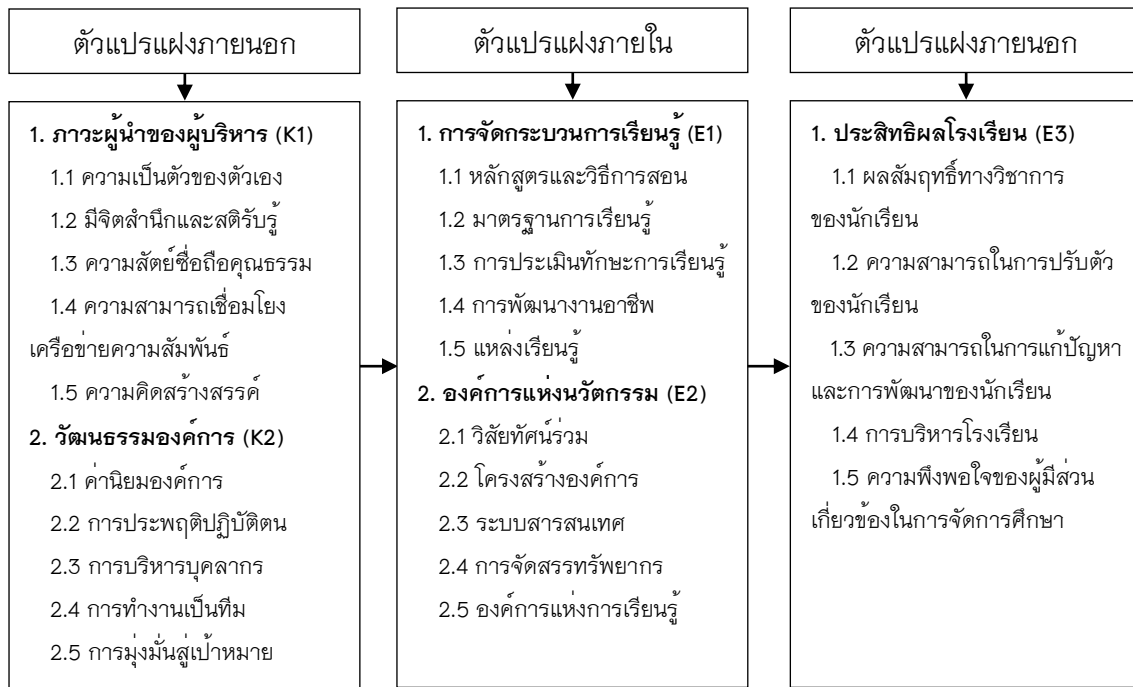 ตัวแปรแฝงภายนอก
1. ภาวะผู้นำของผู้บริหาร (K1)
1.1 ความเป็นตัวของตัวเอง
1.2 มีจิตสำนึกและสติรับรู้
1.3 ความสัตย์ซื่อถือคุณธรรม
1.4 ความสามารถเชื่อมโยง
เครือข่ายความสัมพันธ์
1.5 ความคิดสร้างสรรค์
2. วัฒนธรรมองค์การ (K2)
2.1 ค่านิยมองค์การ
2.2 การประพฤติปฏิบัติตน
2.3 การบริหารบุคลากร
2.4 การทำงานเป็นทีม
2.5 การมุ่งมั่นสู่เป้าหมาย
ตัวแปรแฝงภายใน
1. การจัดกระบวนการเรียนรู้ (E1)
1.1 หลักสูตรและวิธีการสอน
1.2 มาตรฐานการเรียนรู้
1.3 การประเมินทักษะการเรียนรู้
1.4 การพัฒนางานอาชีพ
1.5 แหล่งเรียนรู้
2. องค์การแห่งนวัตกรรม (E2)
2.1 วิสัยทัศน์ร่วม
2.2 โครงสร้างองค์การ
2.3 ระบบสารสนเทศ
2.4 การจัดสรรทรัพยากร
2.5 องค์การแห่งการเรียนรู้
ตัวแปรแฝงภายนอก
1. ประสิทธิผลโรงเรียน (E3)
1.1 ผลสัมฤทธิ์ทางวิชาการ
ของนักเรียน
1.2 ความสามารถในการปรับตัว
ของนักเรียน
1.3 ความสามารถในการแก้ปัญหา
และการพัฒนาของนักเรียน
1.4 การบริหารโรงเรียน
1.5 ความพึงพอใจของผู้มีส่วน
เกี่ยวข้องในการจัดการศึกษา